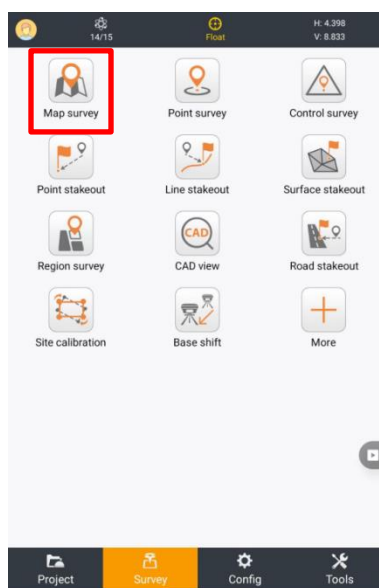 14/15 Float H: 4.398
V: 8.833
Map survey Point survey Control survey
Point stakeout Line stakeout Surface stakeout
CAD
Region survey CAD view Road stakeout
Site calibration Base shift More
Project Survey Config Tools